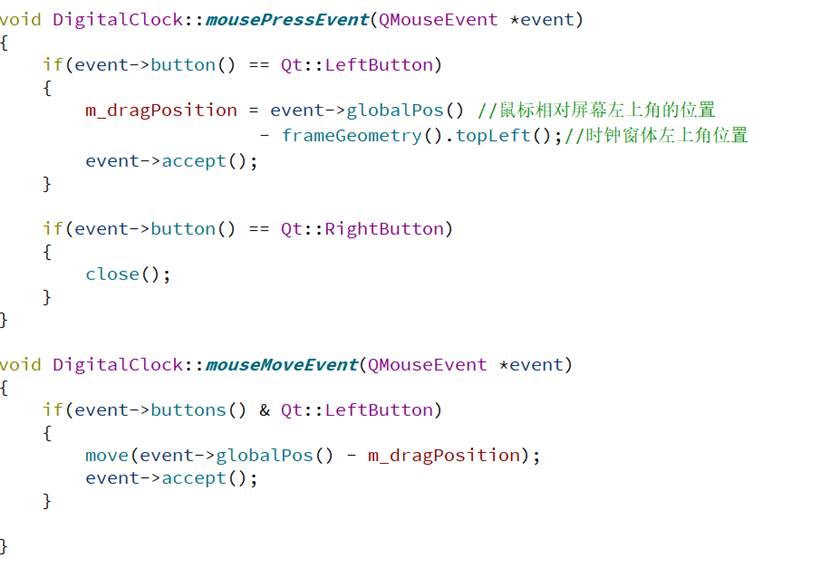 void DigitalClock::mousePressEvent(QMouseEvent *event)
{
    if(event->button() == Qt::LeftButton)
    {
        m_dragPosition = event->globalPos() //鼠标相对屏幕左上角的位置
                        - frameGeometry().topLeft();//时钟窗体左上角位置
        event->accept();
    }
    if(event->button() == Qt::RightButton)
    {
        close();
    }
}
void DigitalClock::mouseMoveEvent(QMouseEvent *event)
{
    if(event->buttons() & Qt::LeftButton)
    {
        move(event->globalPos() - m_dragPosition);
        event->accept();
    }
}